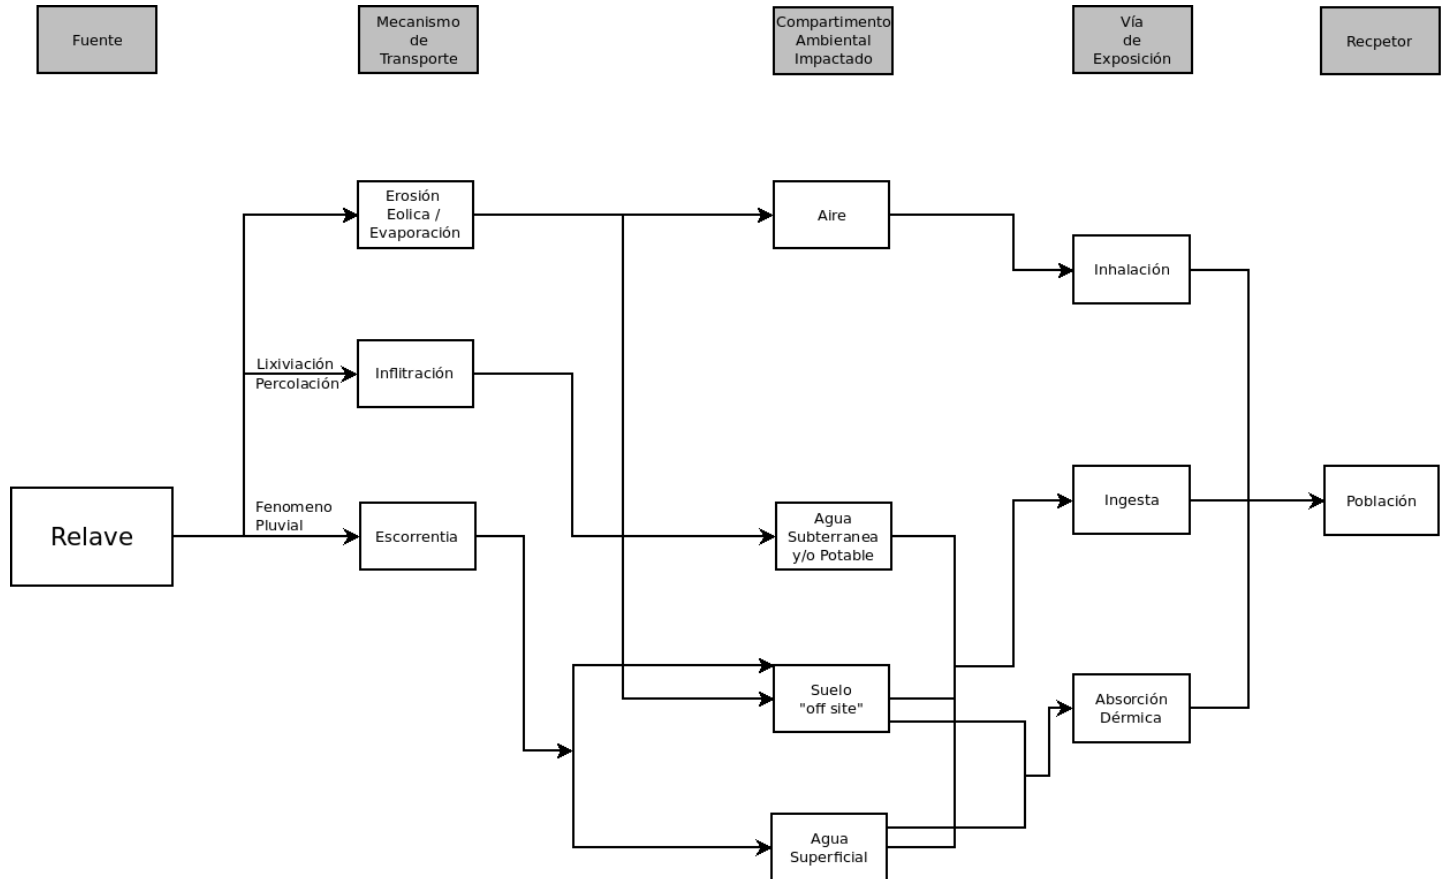 Fuente
Mecanismo
de
Transporte
Compartimento
Ambiental
Impactado
Vía
de
Exposición
Recpetor
Erosión
Eolica /
Evaporación
Aire
Inhalación
Lixiviación
Percolación
Inflitración
Relave
Fenomeno
Pluvial
Escorrentia
Agua
Subterranea
y/o Potable
Ingesta
Población
Suelo
"off site"
Absorción
Dérmica
Agua
Superficial